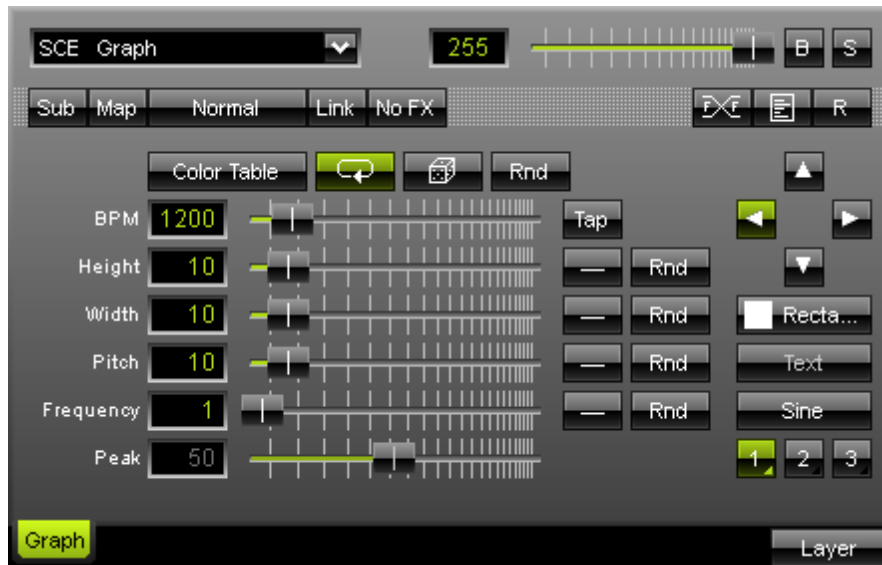 SCE Graph 255 B S
Sub Map Normal Link No FX R
Color Table Rnd
BPM 1200 Tap
Height 10 — Rnd
Width 10 — Rnd Recta...
Pitch 10 — Rnd Text
Frequency 1 — Rnd Sine
Peak 50 1 2 3
Graph Layer